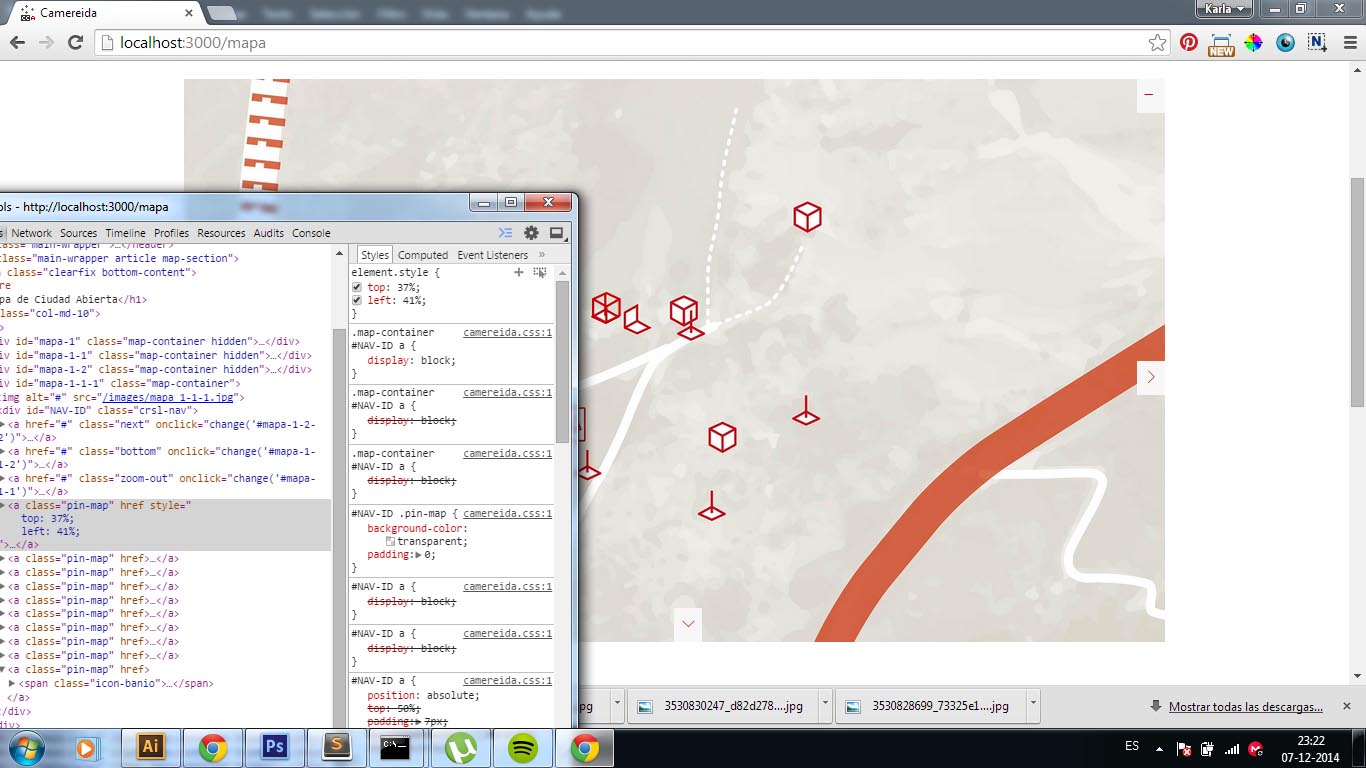 Camereida
Karla
localhost:3000/mapa
NEW
ols - http://localhost:3000/mapa
s Network Sources Timeline Profiles Resources Audits Console
class="main-wrapper">…</header>
="main-wrapper article map-section">
class="clearfix bottom-content">
re
pa de Ciudad Abierta</h1>
class="col-md-10">
>
iv id="mapa-1" class="map-container hidden">…</div>
iv id="mapa-1-1" class="map-container hidden">…</div>
iv id="mapa-1-2" class="map-container hidden">…</div>
iv id="mapa-1-1-1" class="map-container">
img alt="#" src="/images/mapa 1-1-1.jpg">
div id="NAV-ID" class="crsl-nav">
<a href="#" class="next" onclick="change('#mapa-1-2-
2')">…</a>
<a href="#" class="bottom" onclick="change('#mapa-1-
1-2')">…</a>
<a href="#" class="zoom-out" onclick="change('#mapa-
1-1')">…</a>
<a class="pin-map" href style="
top: 37%;
left: 41%;
">…</a>
<a class="pin-map" href>…</a>
<a class="pin-map" href>…</a>
<a class="pin-map" href>…</a>
<a class="pin-map" href>…</a>
<a class="pin-map" href>…</a>
<a class="pin-map" href>…</a>
<a class="pin-map" href>…</a>
<a class="pin-map" href>…</a>
<a class="pin-map" href>
<span class="icon-banio">…</span>
</a>
/div>
div>
Styles Computed Event Listeners »
element.style {
top: 37%;
left: 41%;
}
.map-container camereida.css:1
#NAV-ID a {
display: block;
}
.map-container camereida.css:1
#NAV-ID a {
display: block;
}
.map-container camereida.css:1
#NAV-ID a {
display: block;
}
#NAV-ID .pin-map { camereida.css:1
background-color:
transparent;
padding: 0;
}
#NAV-ID a { camereida.css:1
display: block;
}
#NAV-ID a { camereida.css:1
display: block;
}
#NAV-ID a { camereida.css:1
position: absolute;
top: 50%;
padding: 7px;
pg
3530830247_d82d278....jpg
3530828699_73325e1....jpg
Mostrar todas las descargas...
Ai
Ps
S
C:\
ES
23:22
07-12-2014